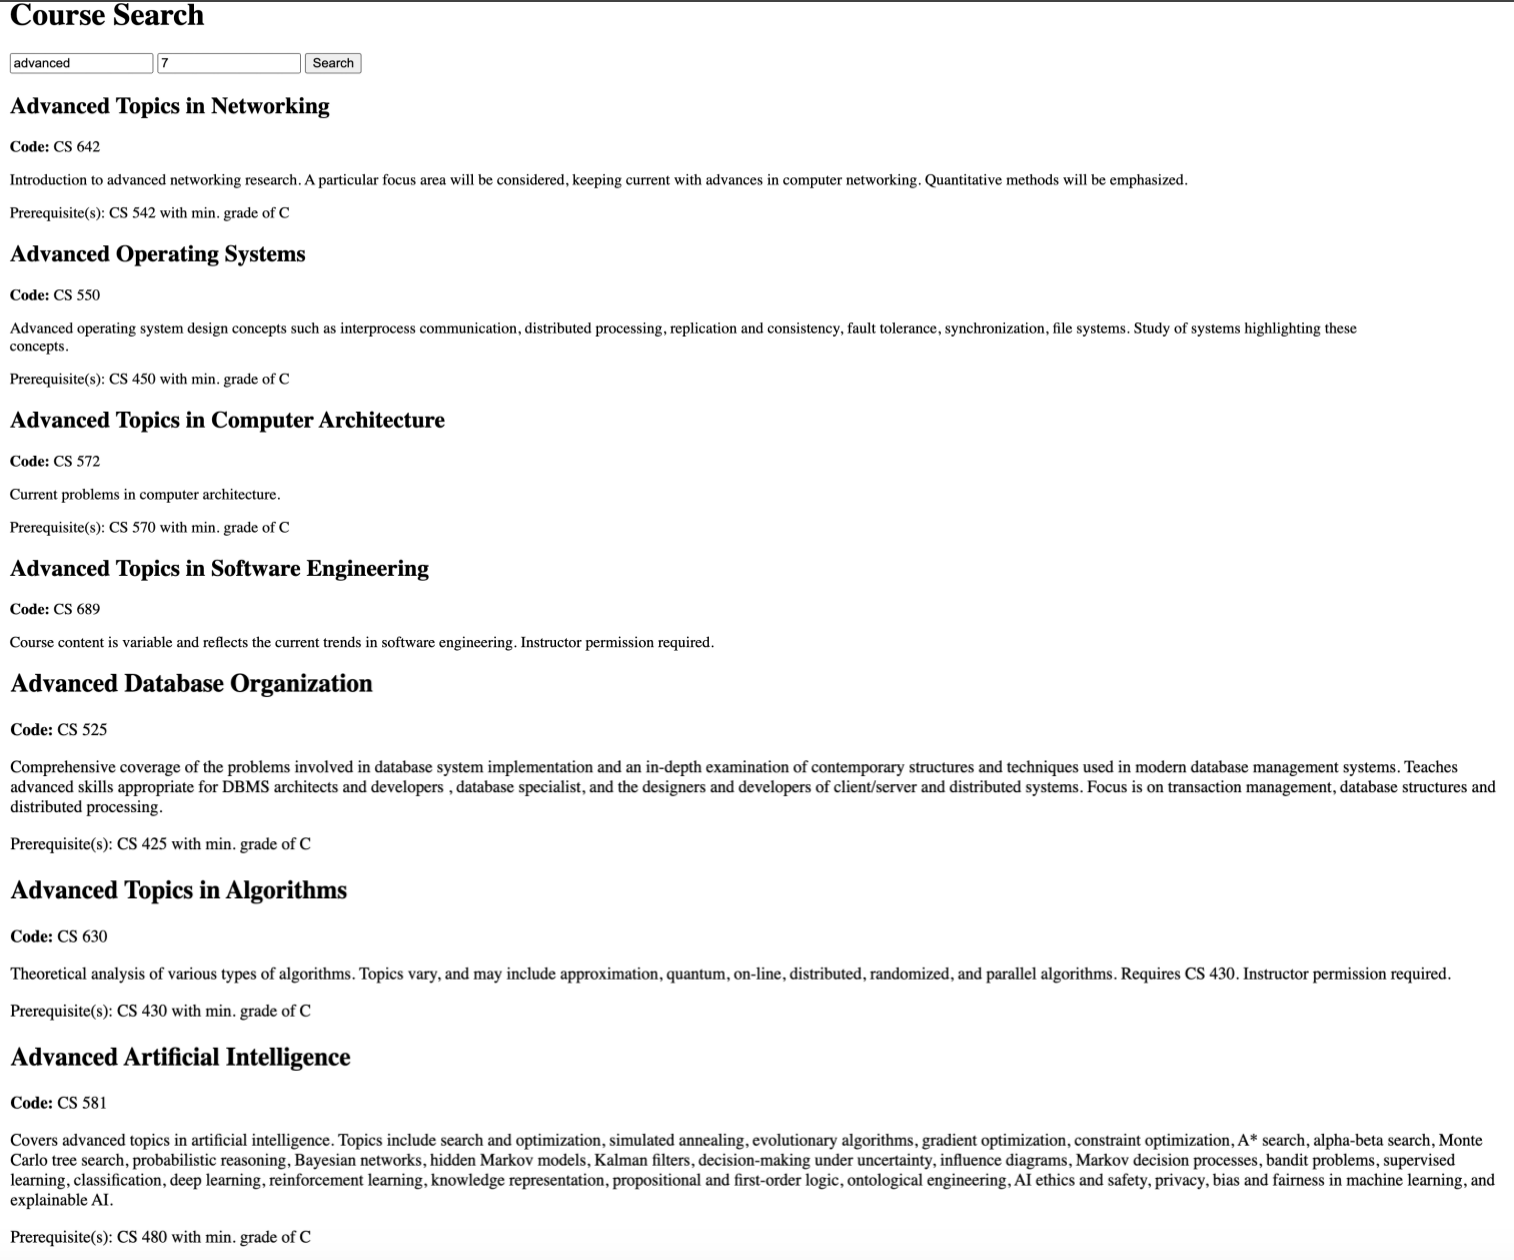 Course Search
advanced 7 Search
Advanced Topics in Networking
Code: CS 642
Introduction to advanced networking research. A particular focus area will be considered, keeping current with advances in computer networking. Quantitative methods will be emphasized.
Prerequisite(s): CS 542 with min. grade of C
Advanced Operating Systems
Code: CS 550
Advanced operating system design concepts such as interprocess communication, distributed processing, replication and consistency, fault tolerance, synchronization, file systems. Study of systems highlighting these
concepts.
Prerequisite(s): CS 450 with min. grade of C
Advanced Topics in Computer Architecture
Code: CS 572
Current problems in computer architecture.
Prerequisite(s): CS 570 with min. grade of C
Advanced Topics in Software Engineering
Code: CS 689
Course content is variable and reflects the current trends in software engineering. Instructor permission required.
Advanced Database Organization
Code: CS 525
Comprehensive coverage of the problems involved in database system implementation and an in-depth examination of contemporary structures and techniques used in modern database management systems. Teaches
advanced skills appropriate for DBMS architects and developers , database specialist, and the designers and developers of client/server and distributed systems. Focus is on transaction management, database structures and
distributed processing.
Prerequisite(s): CS 425 with min. grade of C
Advanced Topics in Algorithms
Code: CS 630
Theoretical analysis of various types of algorithms. Topics vary, and may include approximation, quantum, on-line, distributed, randomized, and parallel algorithms. Requires CS 430. Instructor permission required.
Prerequisite(s): CS 430 with min. grade of C
Advanced Artificial Intelligence
Code: CS 581
Covers advanced topics in artificial intelligence. Topics include search and optimization, simulated annealing, evolutionary algorithms, gradient optimization, constraint optimization, A* search, alpha-beta search, Monte
Carlo tree search, probabilistic reasoning, Bayesian networks, hidden Markov models, Kalman filters, decision-making under uncertainty, influence diagrams, Markov decision processes, bandit problems, supervised
learning, classification, deep learning, reinforcement learning, knowledge representation, propositional and first-order logic, ontological engineering, AI ethics and safety, privacy, bias and fairness in machine learning, and
explainable AI.
Prerequisite(s): CS 480 with min. grade of C